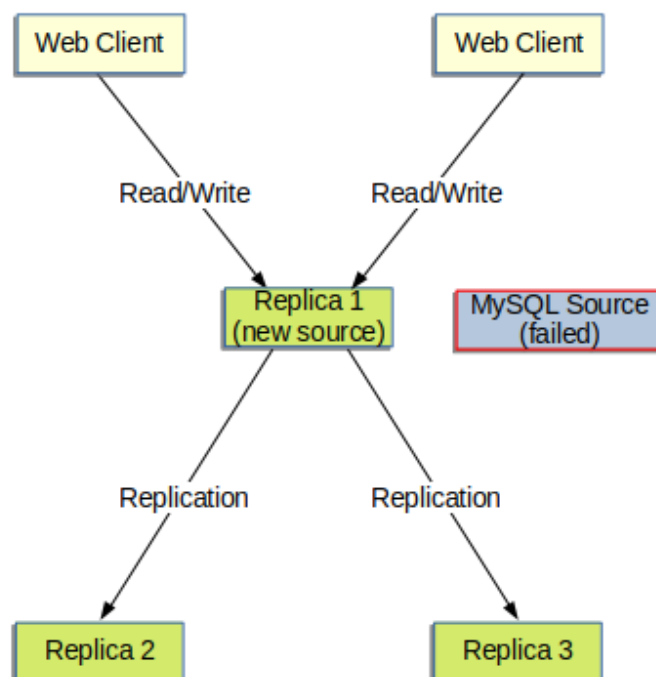 Web Client
Web Client
Read/Write
Read/Write
Replica 1
(new source)
MySQL Source
(failed)
Replication
Replication
Replica 2
Replica 3